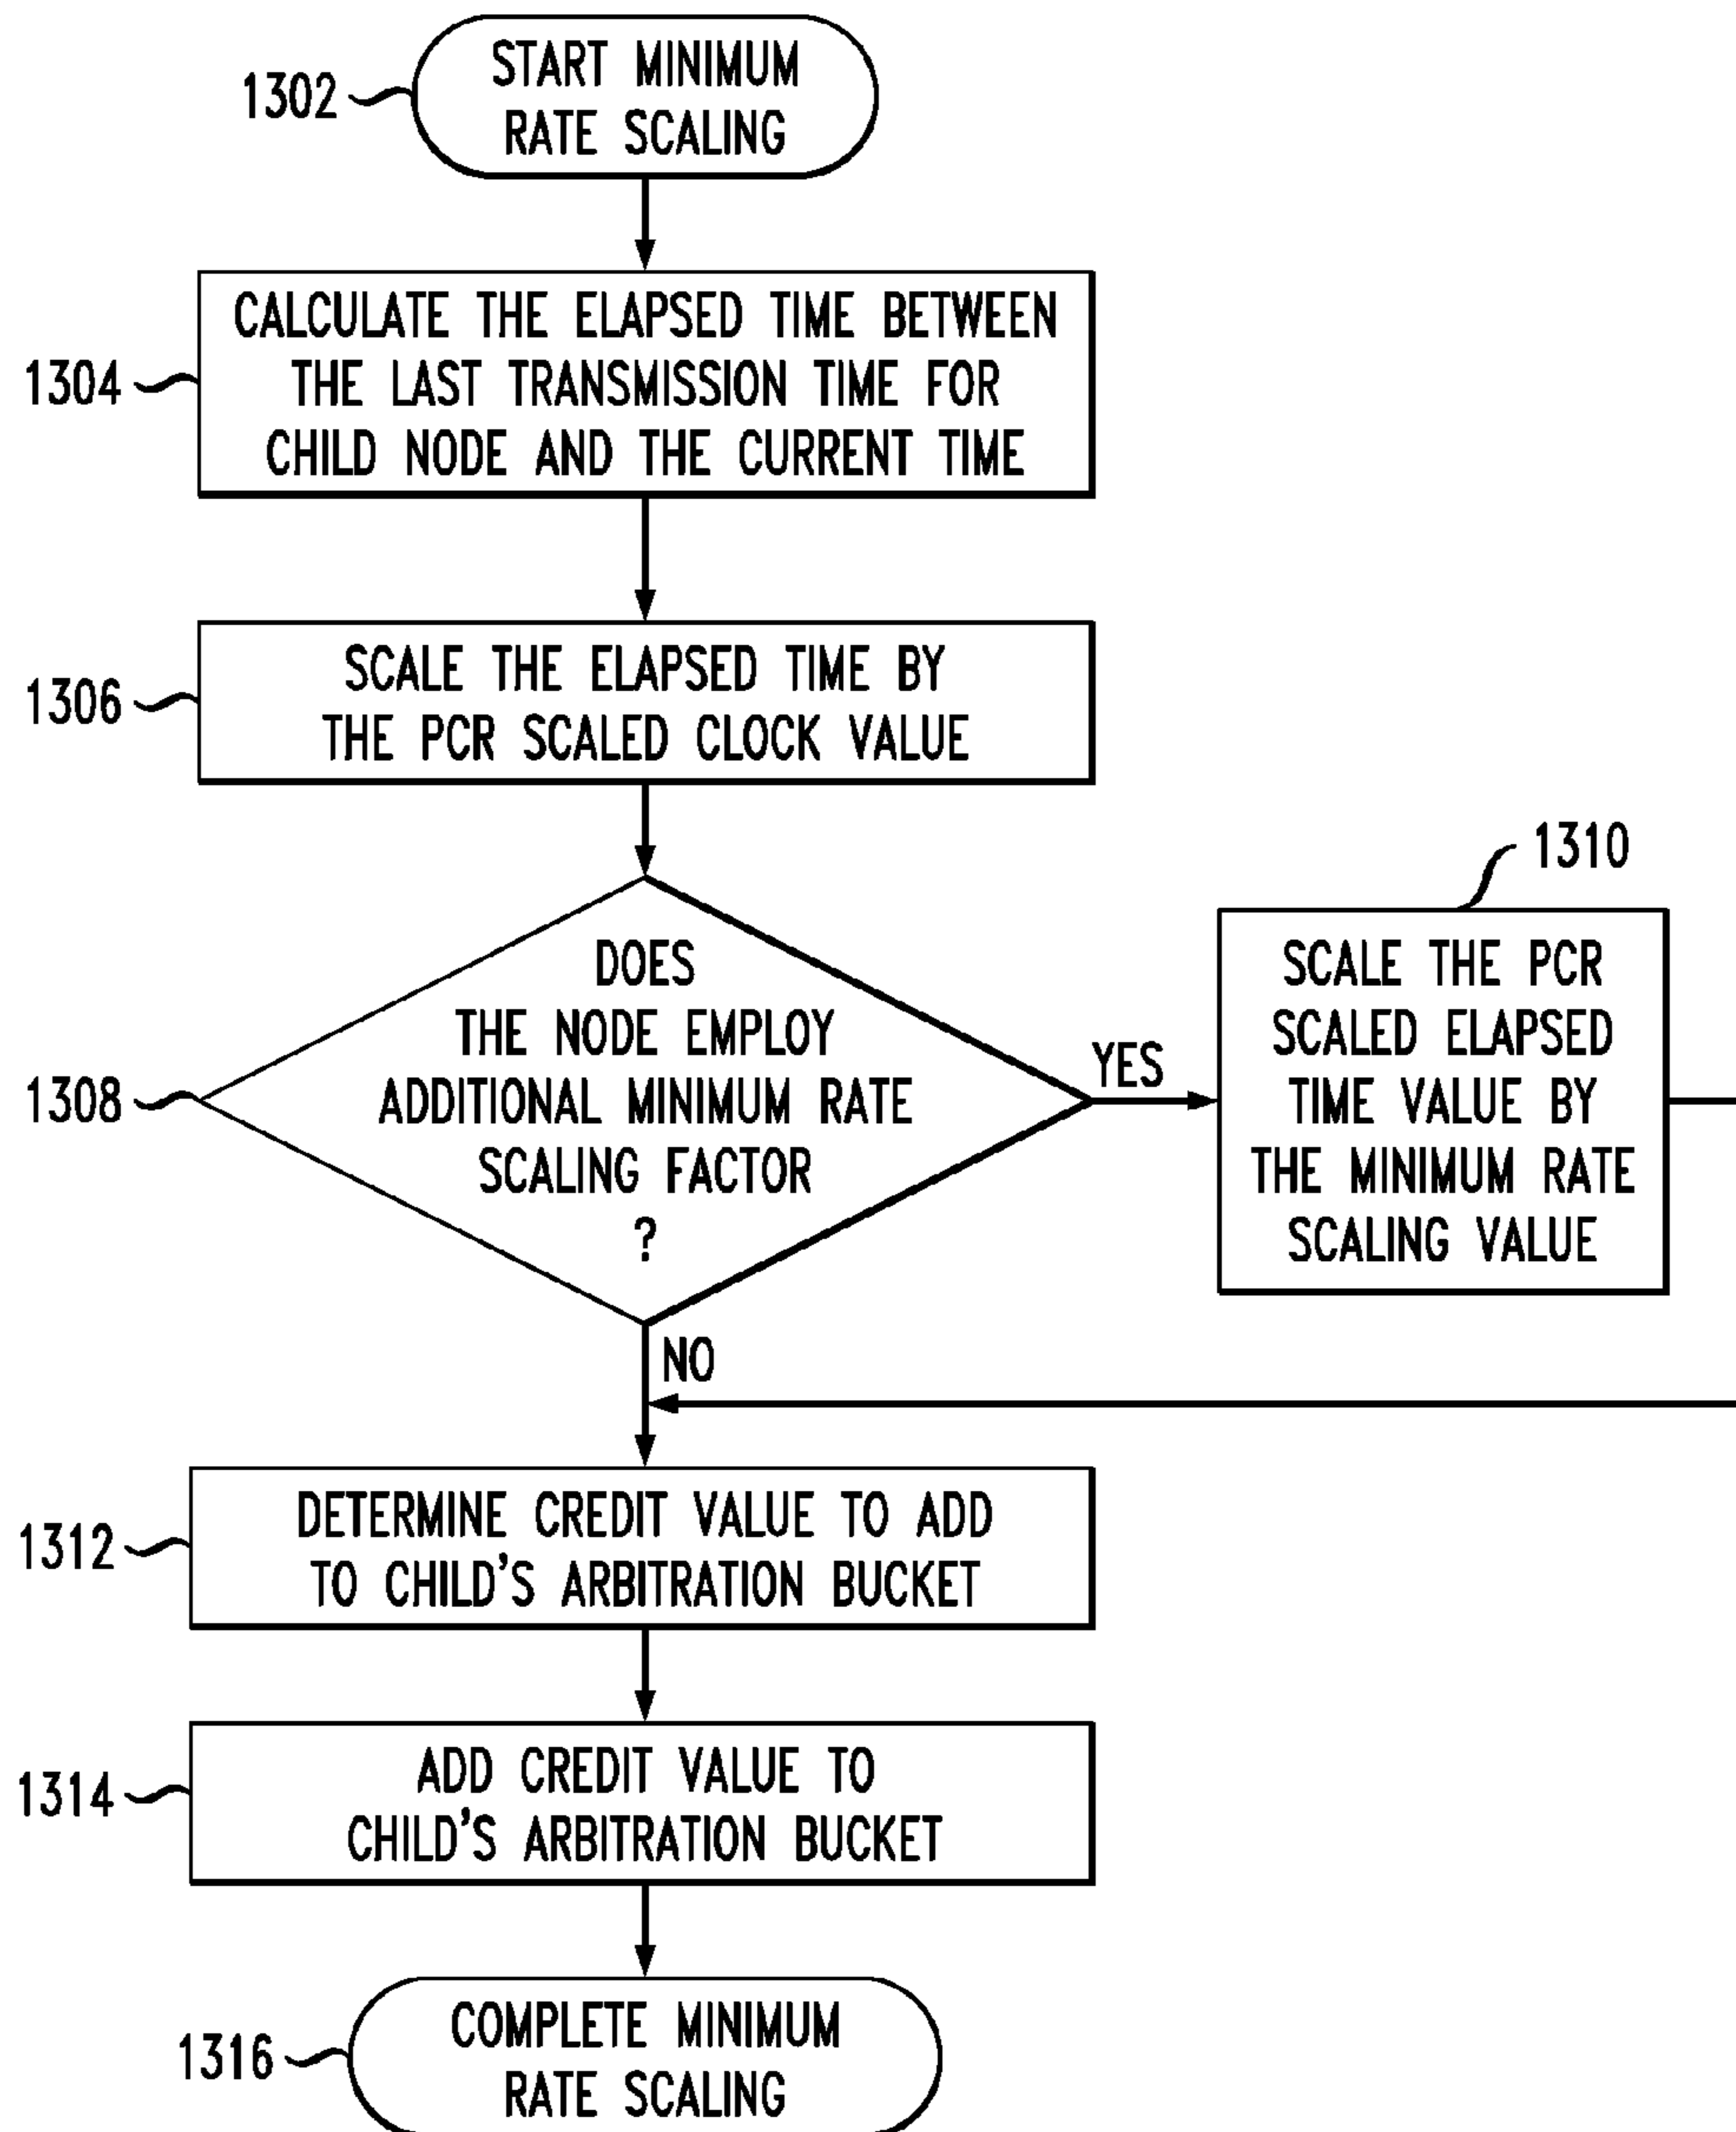 1302
START MINIMUM
RATE SCALING
1304
CALCULATE THE ELAPSED TIME BETWEEN
THE LAST TRANSMISSION TIME FOR
CHILD NODE AND THE CURRENT TIME
1306
SCALE THE ELAPSED TIME BY
THE PCR SCALED CLOCK VALUE
1308
DOES
THE NODE EMPLOY
ADDITIONAL MINIMUM RATE
SCALING FACTOR
?
YES
1310
SCALE THE PCR
SCALED ELAPSED
TIME VALUE BY
THE MINIMUM RATE
SCALING VALUE
NO
1312
DETERMINE CREDIT VALUE TO ADD
TO CHILD'S ARBITRATION BUCKET
1314
ADD CREDIT VALUE TO
CHILD'S ARBITRATION BUCKET
1316
COMPLETE MINIMUM
RATE SCALING